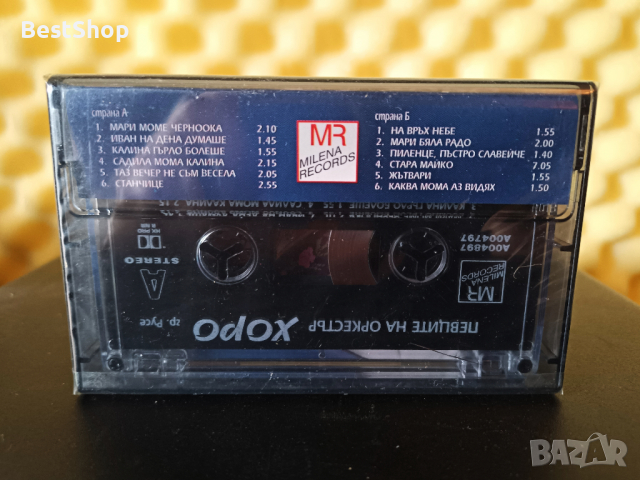 BestShop
страна А
1. МАРИ МОМЕ ЧЕРНООКА 2.10
2. ИВАН НА ДЕНА ДУМАШЕ 1.55
3. КАЛИНА ГЪРЛО БОЛЕШЕ 1.55
4. САДИЛА МОМА КАЛИНА 2.15
5. ТАЗ ВЕЧЕР НЕ СЪМ ВЕСЕЛА 2.05
6. СТАНЧИЦЕ 2.55
MR
MILENA
RECORDS
страна Б
1. НА ВРЪХ НЕБЕ 1.55
2. МАРИ БЯЛА РАДО 2.00
3. ПИЛЕНЦЕ, ПЪСТРО СЛАВЕЙЧЕ 1.40
4. СТАРА МАЙКО 7.05
5. ЖЪТВАРИ 1.55
6. КАКВА МОМА АЗ ВИДЯХ 1.50
ПЕВЦИТЕ НА ОРКЕСТЪР
ХОРО
гр. Русе
MR
MILENA
RECORDS
A
STEREO
A004697
A004797
BAZAR